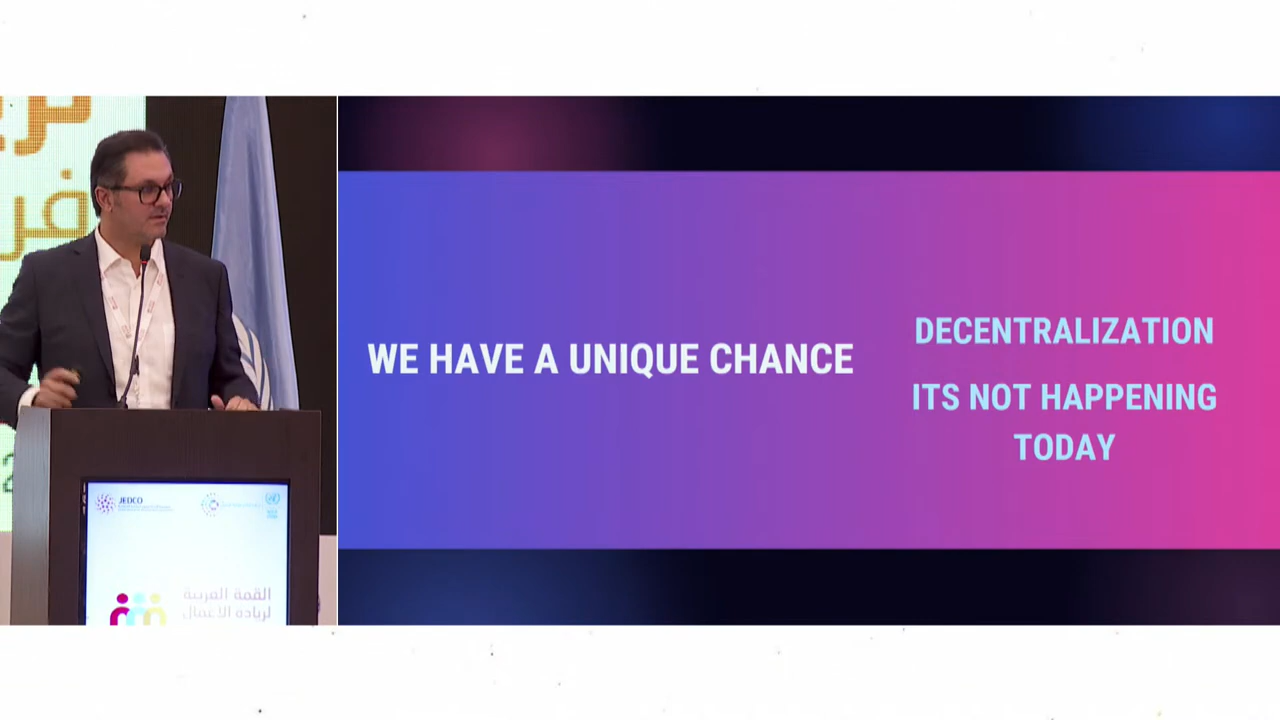 WE HAVE A UNIQUE CHANCE
DECENTRALIZATION
ITS NOT HAPPENING
TODAY
JEDCO
القمة العربية
لريادة الأعمال